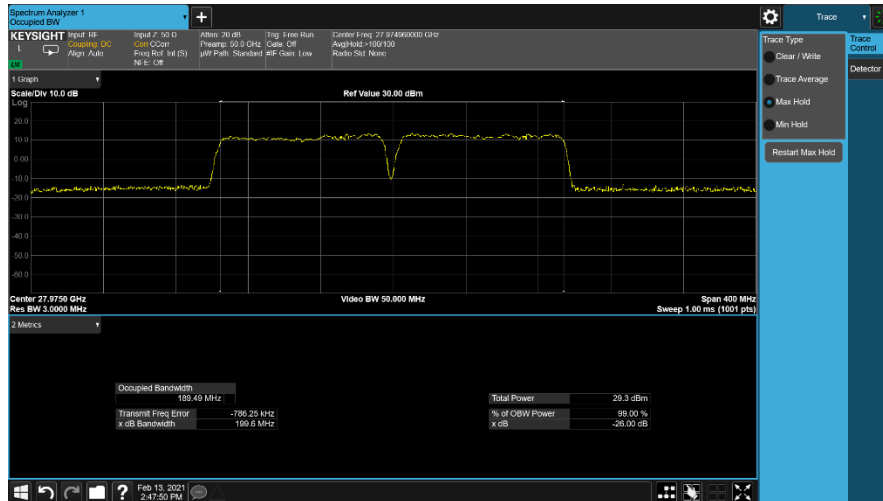 Spectrum Analyzer 1
Occupied BW
Trace
KEYSIGHT
Input: RF
Coupling: DC
Align: Auto
Input Z: 50 Ω
Corr CCorr
Freq Ref: Int (S)
NFE: Off
Atten: 20 dB
Preamp: 50.0 GHz
µW Path: Standard
Trig: Free Run
Gate: Off
#IF Gain: Low
Center Freq: 27.974960000 GHz
Avg|Hold:>100/100
Radio Std: None
Trace Type
Clear / Write
Trace Average
Max Hold
Min Hold
Restart Max Hold
Trace
Control
Detector
1 Graph
Scale/Div 10.0 dB
Ref Value 30.00 dBm
Log
20.0
10.0
0.00
-10.0
-20.0
-30.0
-40.0
-50.0
-60.0
Center 27.9750 GHz
Res BW 3.0000 MHz
Video BW 50.000 MHz
Span 400 MHz
Sweep 1.00 ms (1001 pts)
2 Metrics
Occupied Bandwidth
189.49 MHz
Transmit Freq Error -786.25 kHz
x dB Bandwidth 199.6 MHz
Total Power 29.3 dBm
% of OBW Power 99.00 %
x dB -26.00 dB
Feb 13, 2021
2:47:50 PM